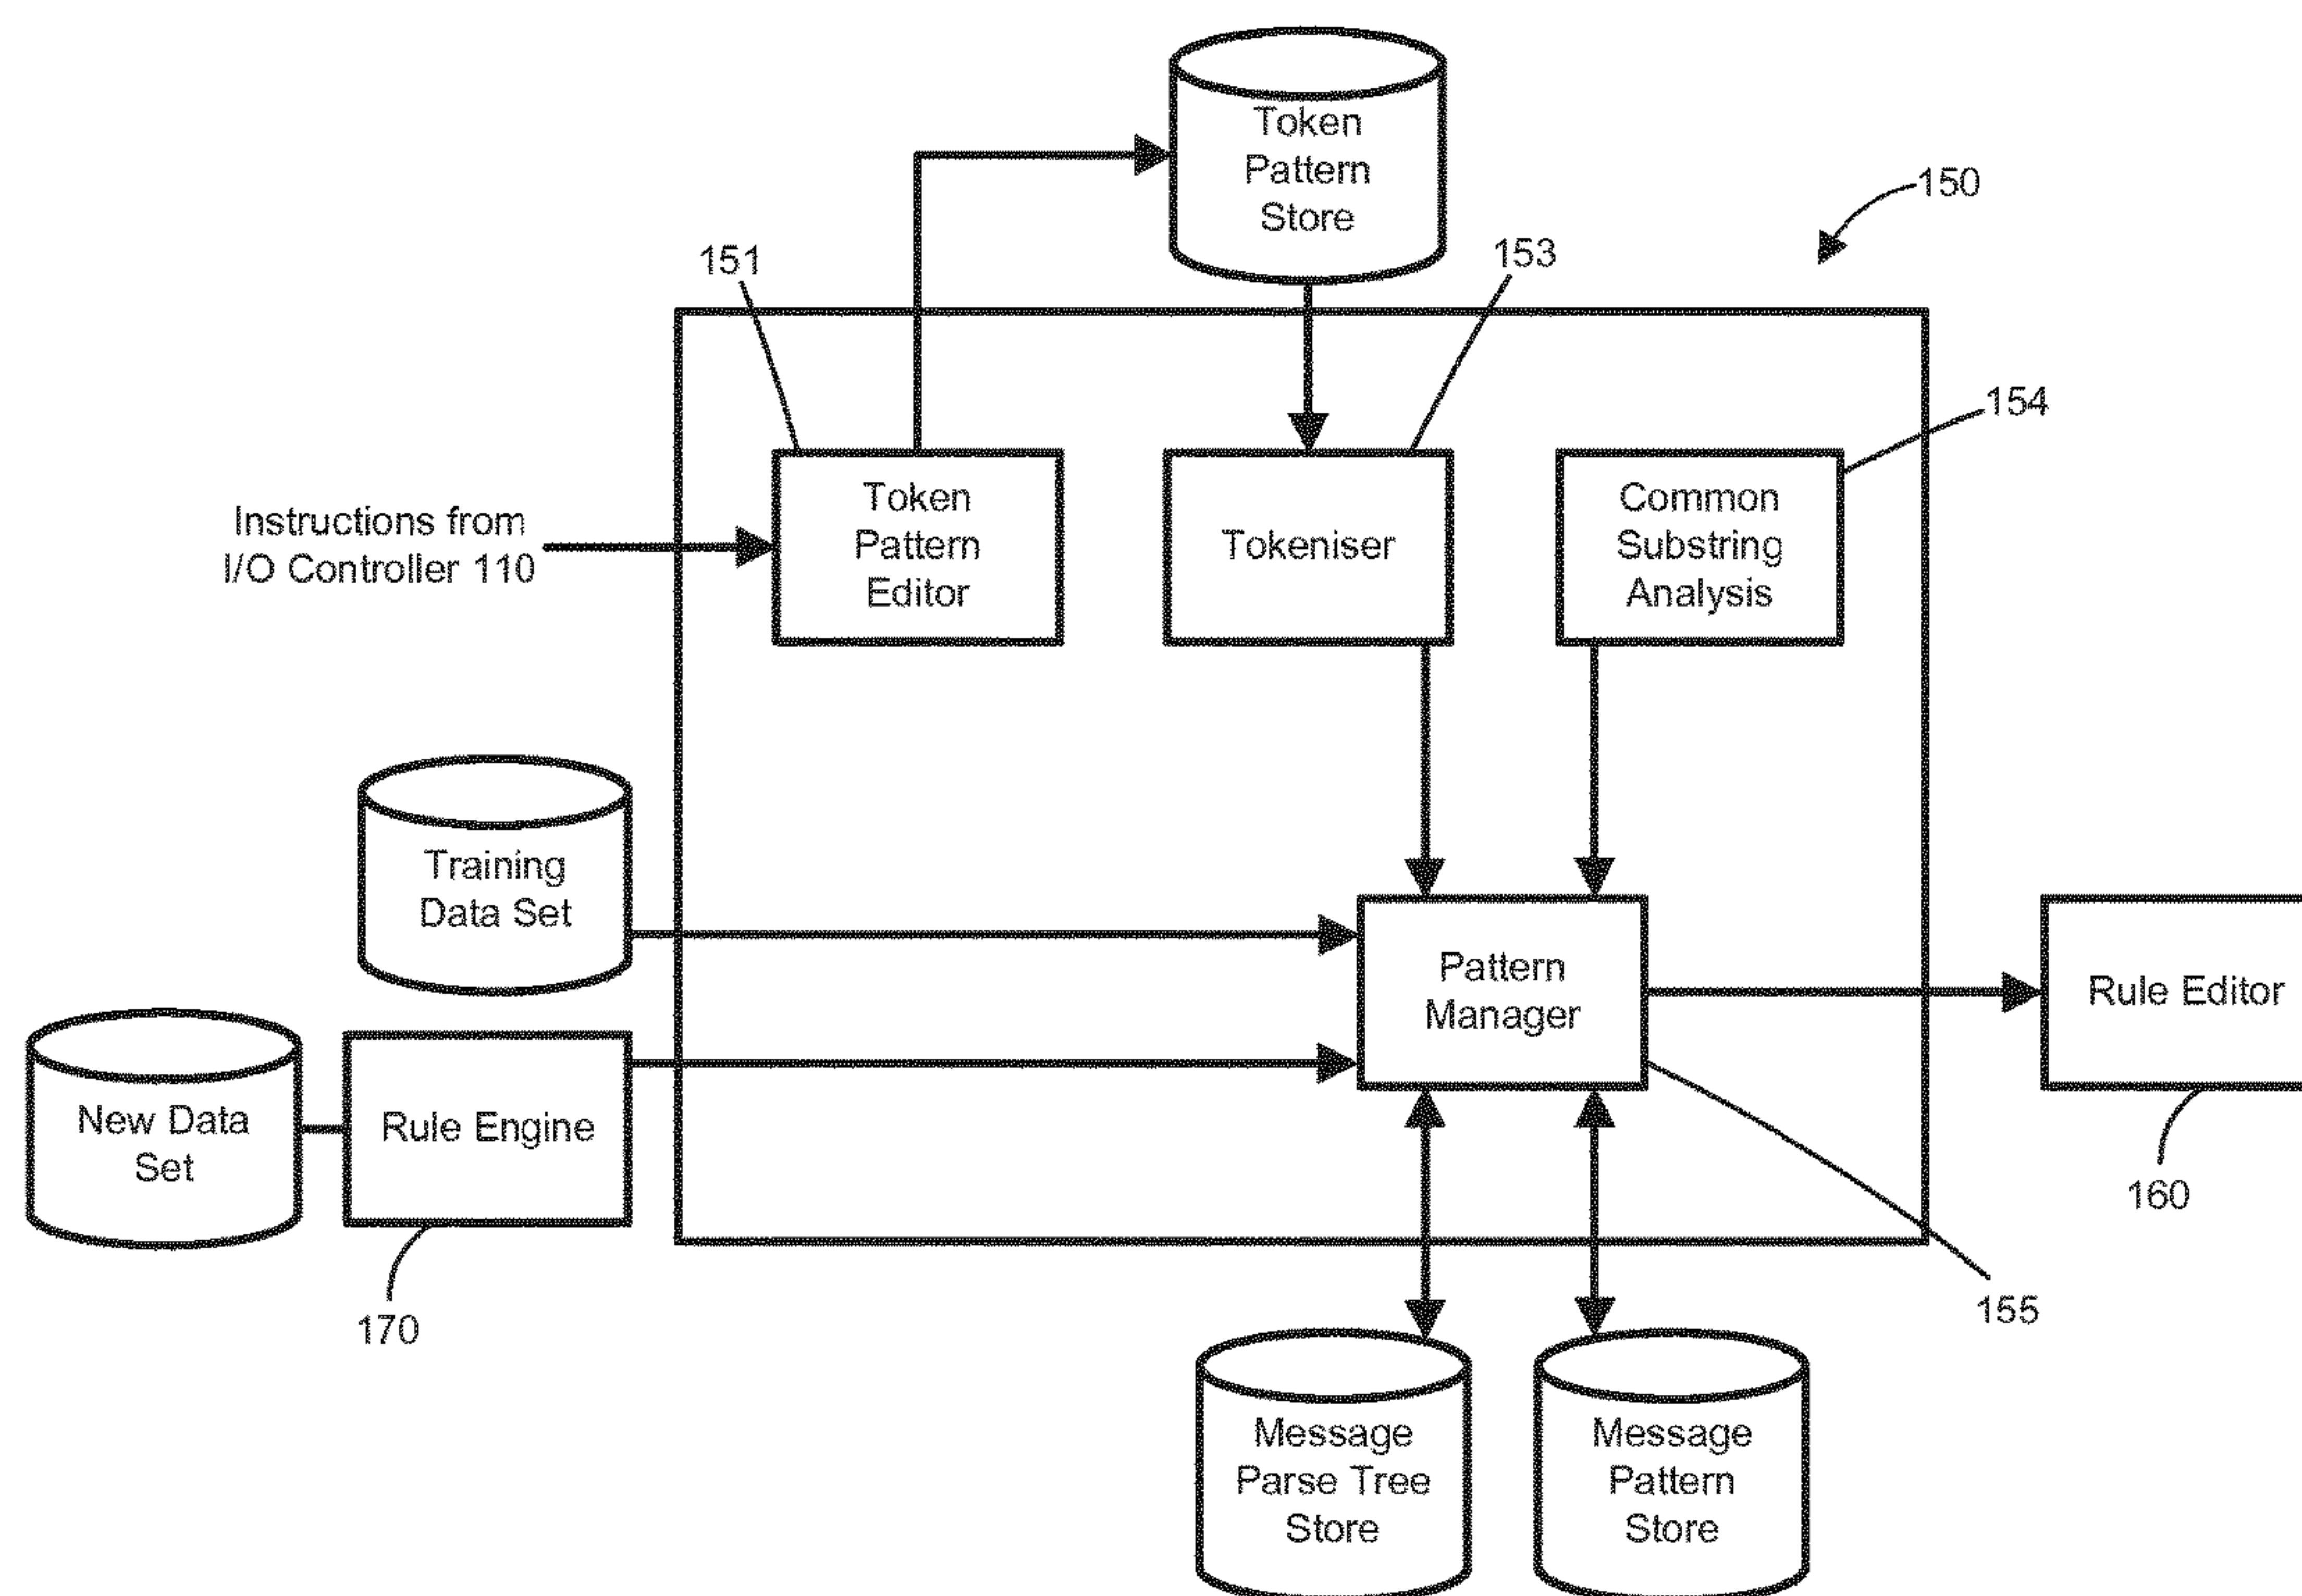 Token
Pattern
Store
150
151
153
154
Instructions from
I/O Controller 110
Token
Pattern
Editor
Tokeniser
Common
Substring
Analysis
Training
Data Set
Pattern
Manager
Rule Editor
New Data
Set
Rule Engine
160
170
155
Message
Parse Tree
Store
Message
Pattern
Store